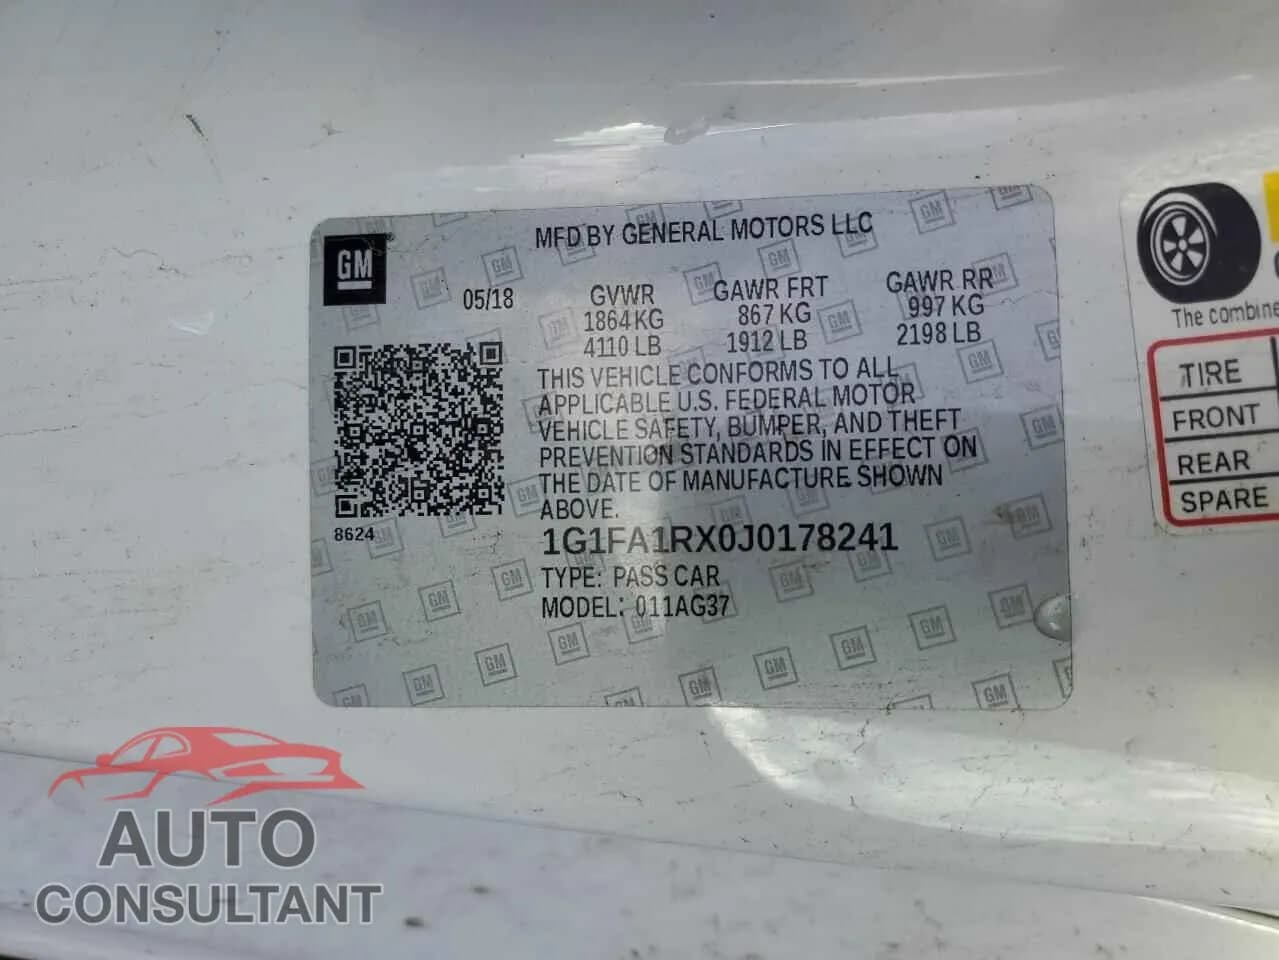 GM
MFD BY GENERAL MOTORS LLC
05/18
GVWR GAWR FRT GAWR RR
1864 KG 867 KG 997 KG
4110 LB 1912 LB 2198 LB
THIS VEHICLE CONFORMS TO ALL
APPLICABLE U.S. FEDERAL MOTOR
VEHICLE SAFETY, BUMPER, AND THEFT
PREVENTION STANDARDS IN EFFECT ON
THE DATE OF MANUFACTURE SHOWN
ABOVE.
8624
1G1FA1RX0J0178241
TYPE: PASS CAR
MODEL: 011AG37
The combine
TIRE
FRONT
REAR
SPARE
AUTO
CONSULTANT